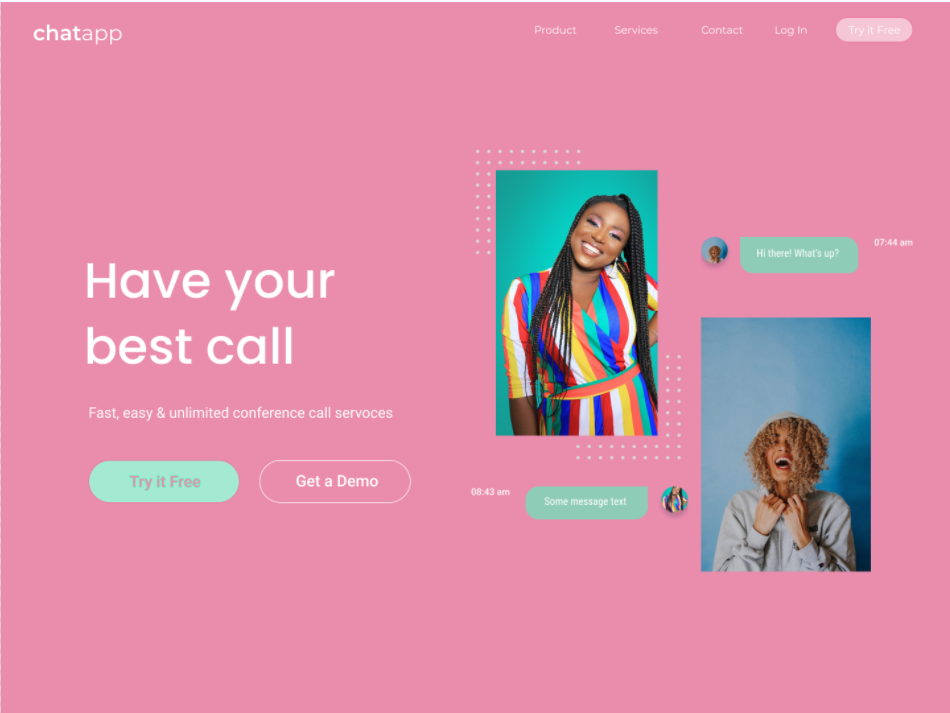 chatapp
Product Services Contact Log In Try it Free
Hi there! What's up? 07:44 am
Have your
best call
Fast, easy & unlimited conference call servoces
Try it Free Get a Demo
08:43 am Some message text